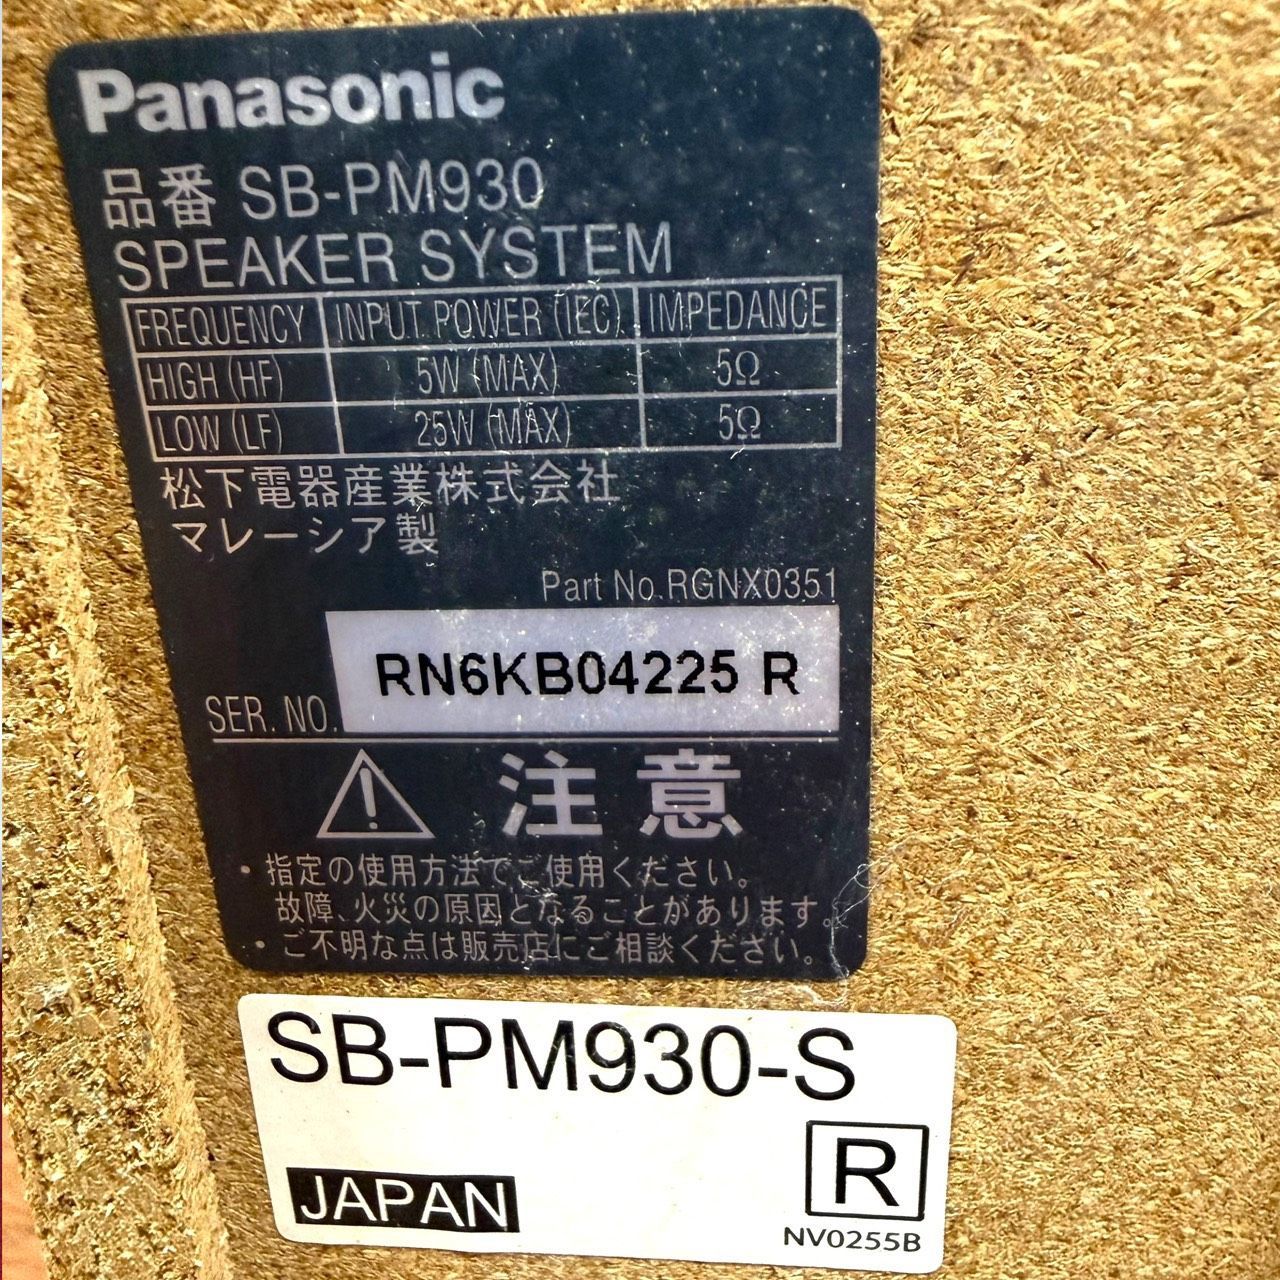 Panasonic
品番 SB-PM930
SPEAKER SYSTEM
FREQUENCY INPUT POWER (IEC) IMPEDANCE
HIGH (HF) 5W (MAX) 5Ω
LOW (LF) 25W (MAX) 5Ω
松下電器産業株式会社
マレーシア製
Part No.RGNX0351
SER. NO. RN6KB04225 R
注意
・指定の使用方法でご使用ください。
故障、火災の原因となることがあります。
・ご不明な点は販売店にご相談ください。
SB-PM930-S
R
JAPAN
NV0255B